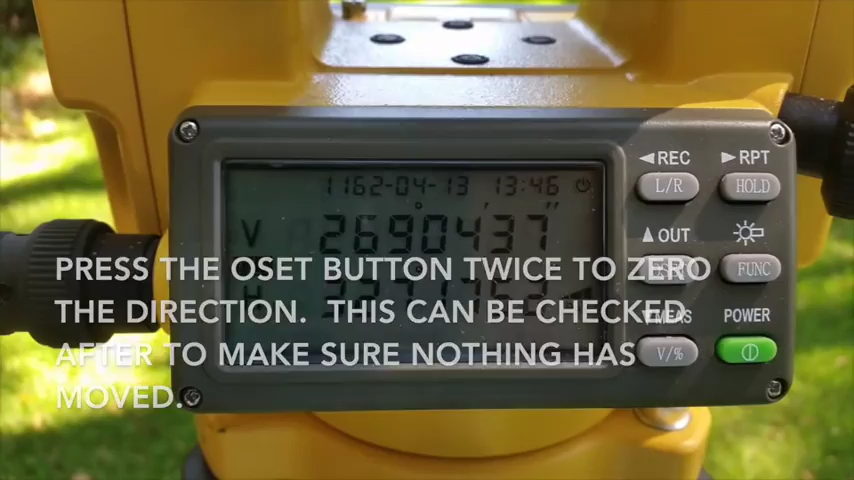 ◄REC ►RPT
1162-04-13 13:46
L/R HOLD
V 2690437
▲OUT
PRESS THE OSET BUTTON TWICE TO ZERO
FUNC
THE DIRECTION. THIS CAN BE CHECKED
▼MEAS POWER
AFTER TO MAKE SURE NOTHING HAS
V/%
MOVED.